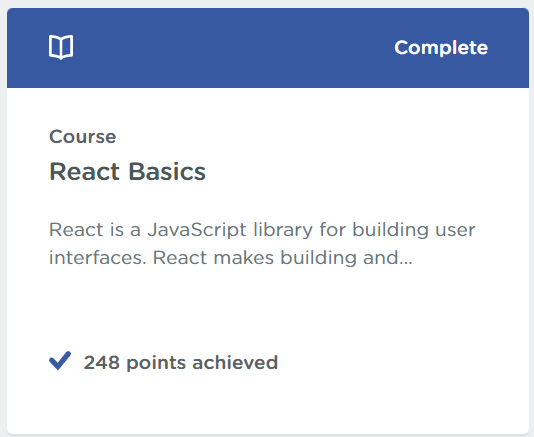 Complete
Course
React Basics
React is a JavaScript library for building user
interfaces. React makes building and...
248 points achieved